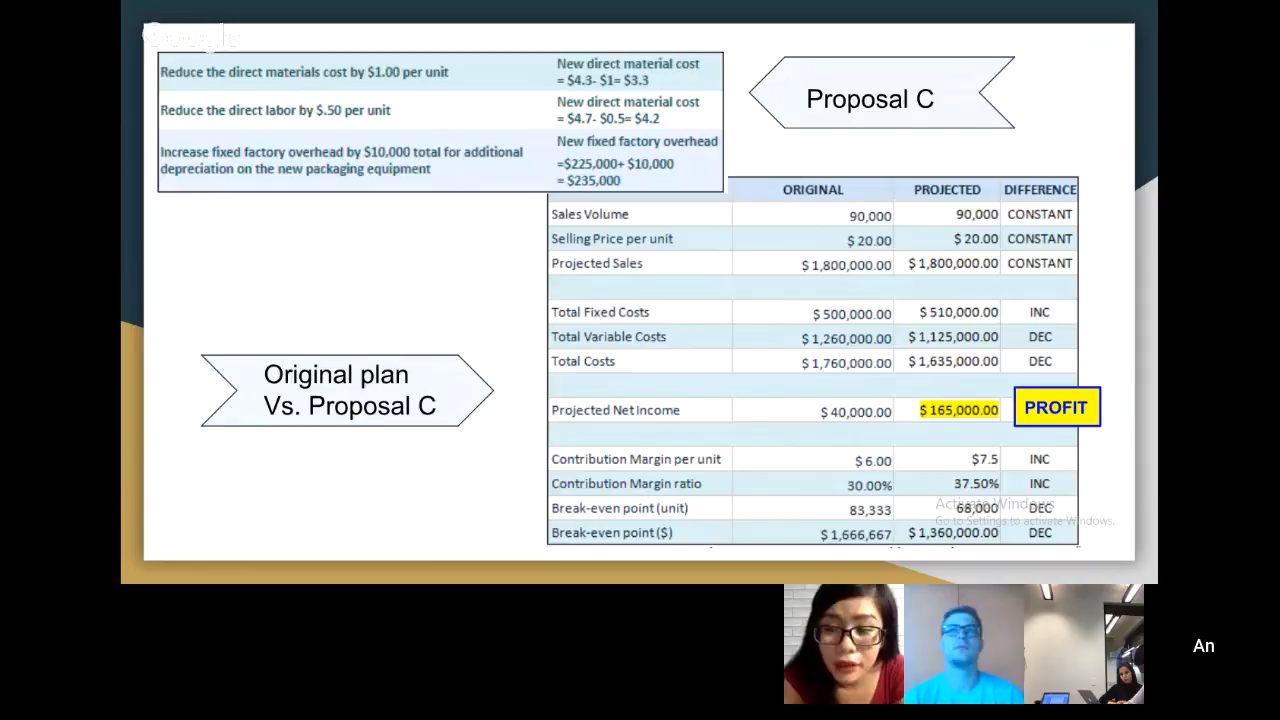 Reduce the direct materials cost by $1.00 per unit
New direct material cost
= $4.3- $1= $3.3
Reduce the direct labor by $.50 per unit
New direct material cost
= $4.7- $0.5= $4.2
Increase fixed factory overhead by $10,000 total for additional
depreciation on the new packaging equipment
New fixed factory overhead
=$225,000+ $10,000
= $235,000
Proposal C
ORIGINAL PROJECTED DIFFERENCE
Sales Volume 90,000 90,000 CONSTANT
Selling Price per unit $ 20.00 $ 20.00 CONSTANT
Projected Sales $ 1,800,000.00 $ 1,800,000.00 CONSTANT
Total Fixed Costs $ 500,000.00 $ 510,000.00 INC
Total Variable Costs $ 1,260,000.00 $ 1,125,000.00 DEC
Total Costs $ 1,760,000.00 $ 1,635,000.00 DEC
Original plan
Vs. Proposal C
Projected Net Income $ 40,000.00 $ 165,000.00 PROFIT
Contribution Margin per unit $ 6.00 $7.5 INC
Contribution Margin ratio 30.00% 37.50% INC
Activate Windows
Break-even point (unit) 83,333 68,000 DEC
Go to Settings to activate Windows.
Break-even point ($) $ 1,666,667 $ 1,360,000.00 DEC
An